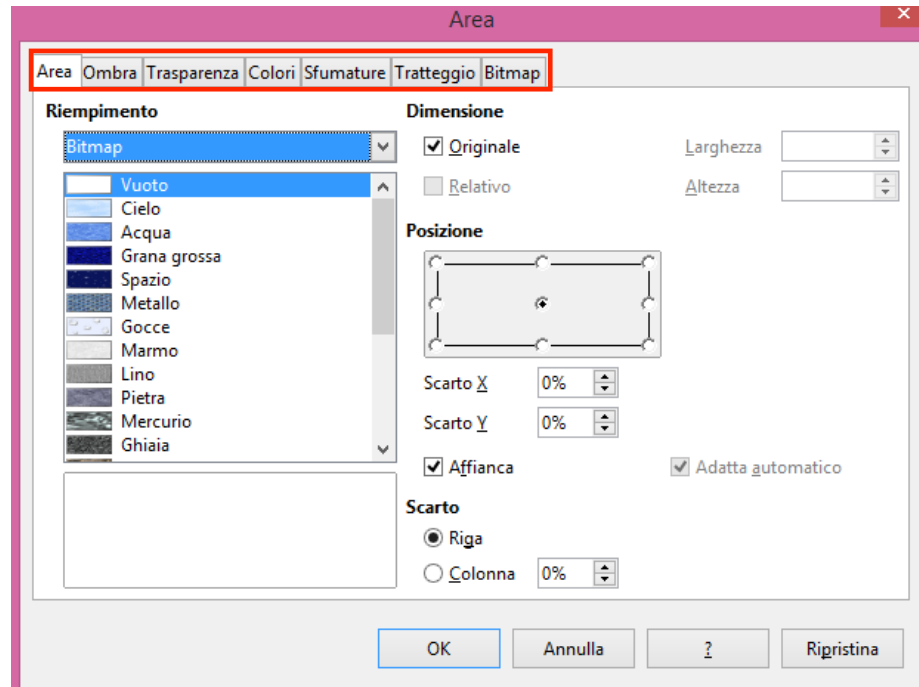 Area
Area Ombra Trasparenza Colori Sfumature Tratteggio Bitmap
Riempimento
Bitmap
Vuoto
Cielo
Acqua
Grana grossa
Spazio
Metallo
Gocce
Marmo
Lino
Pietra
Mercurio
Ghiaia
Dimensione
Originale
Larghezza
Relativo
Altezza
Posizione
Scarto X 0%
Scarto Y 0%
Affianca
Adatta automatico
Scarto
Riga
Colonna 0%
OK Annulla ? Ripristina